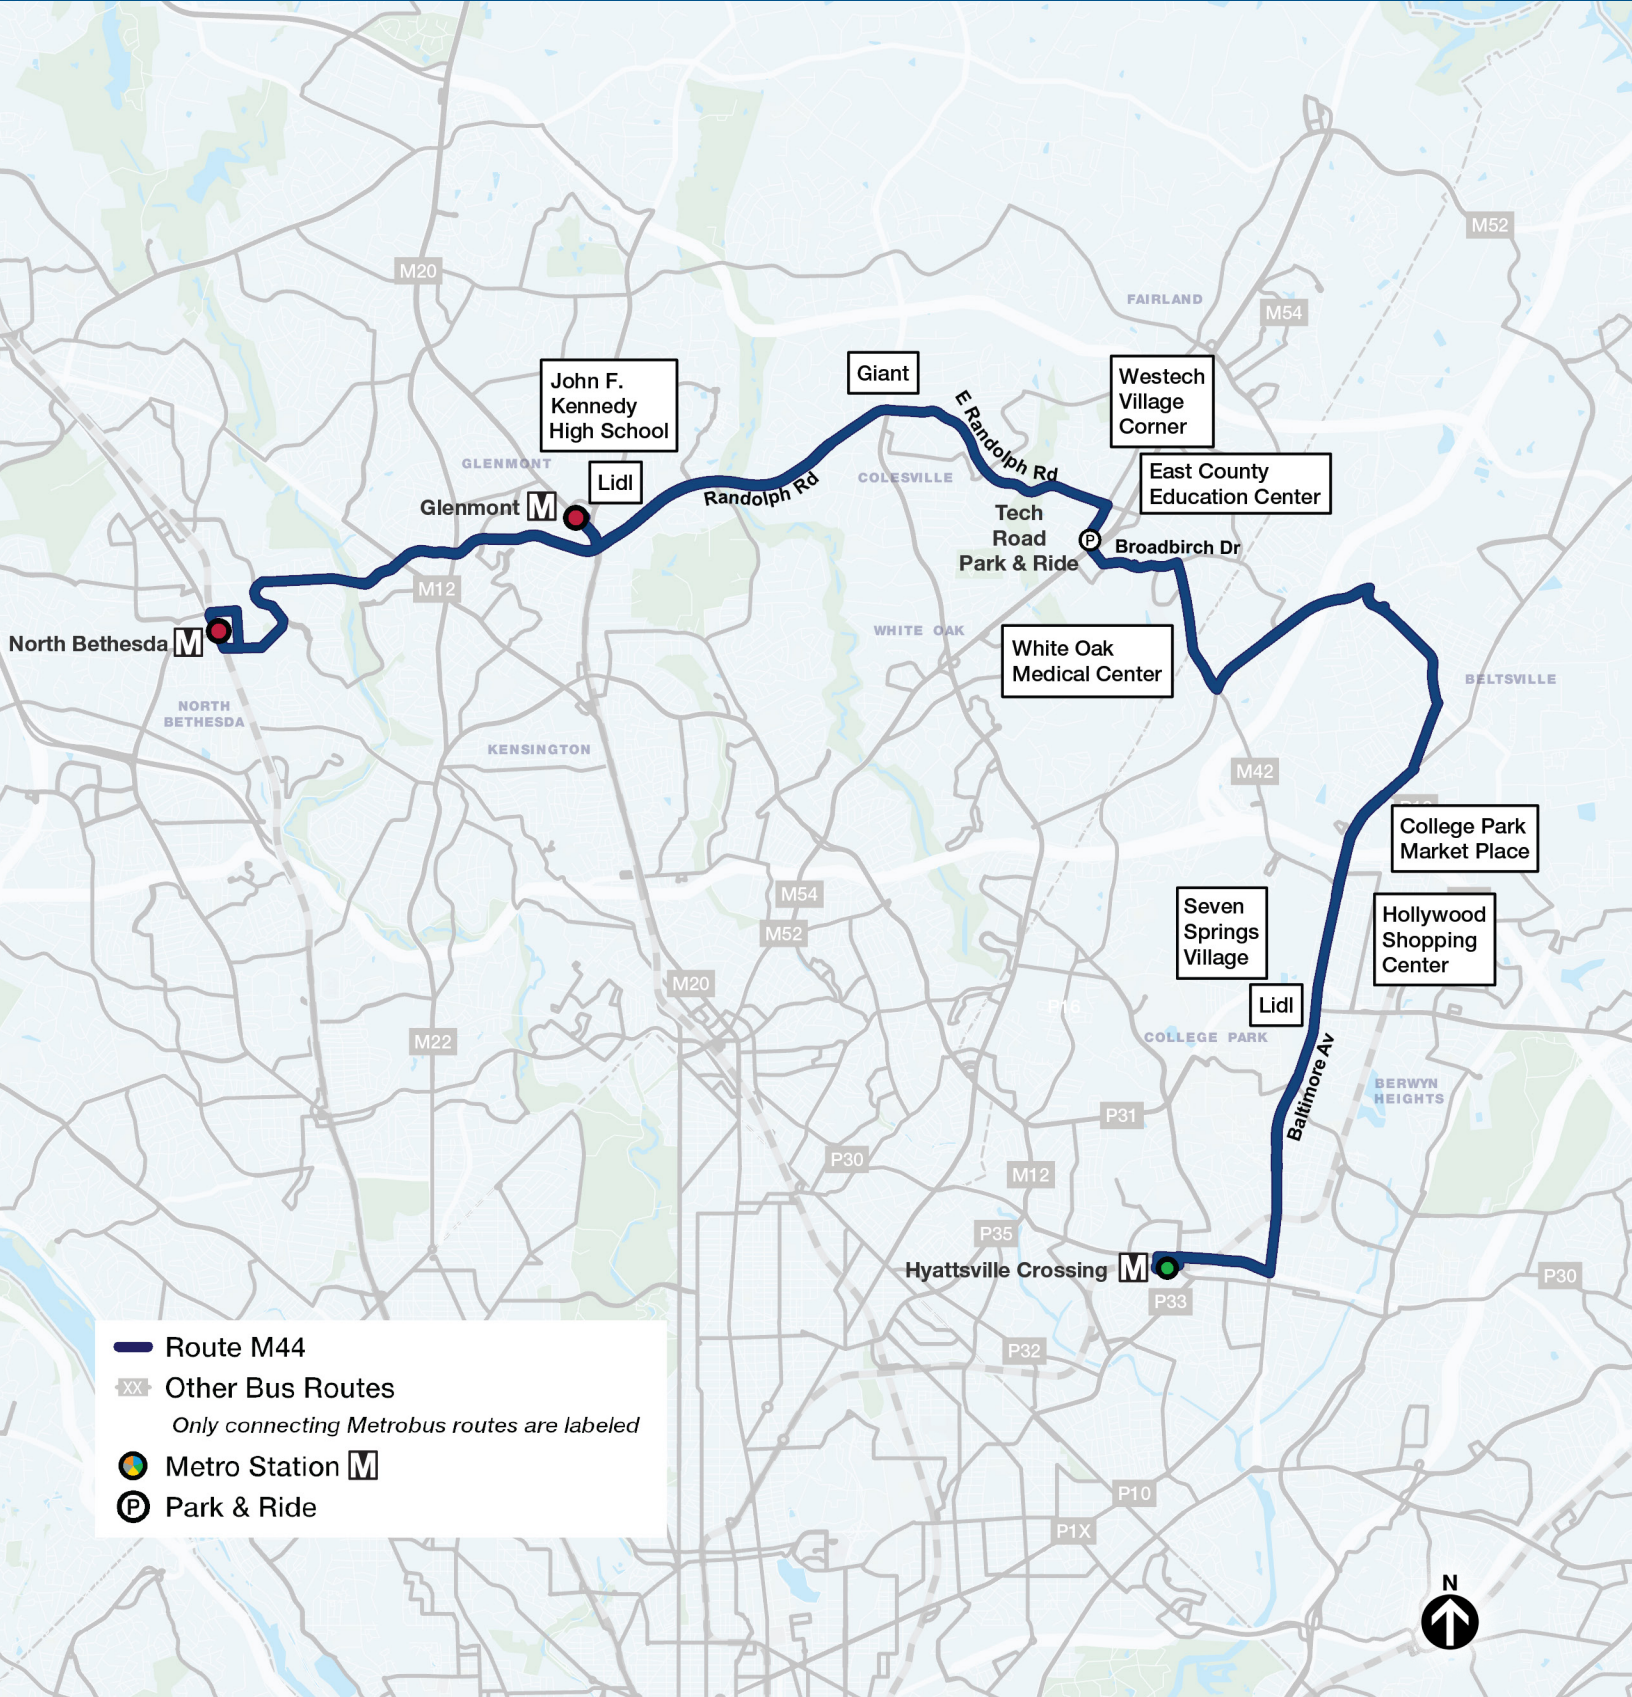 M52
M20
FAIRLAND
M54
John F.
Kennedy
High School
Giant
Westech
Village
Corner
E Randolph Rd
GLENMONT
Lidl
COLESVILLE
East County
Education Center
Randolph Rd
Glenmont M
Tech
Road
Park & Ride
P
Broadbirch Dr
M12
North Bethesda M
WHITE OAK
White Oak
Medical Center
BELTSVILLE
NORTH
BETHESDA
KENSINGTON
M42
College Park
Market Place
M54
M52
Seven
Springs
Village
Hollywood
Shopping
Center
M20
P16
Lidl
M22
COLLEGE PARK
Baltimore Av
BERWYN
HEIGHTS
P31
P30
M12
P35
Hyattsville Crossing M
P30
P33
P32
Route M44
XX Other Bus Routes
Only connecting Metrobus routes are labeled
Metro Station M
P Park & Ride
P10
P1X
N